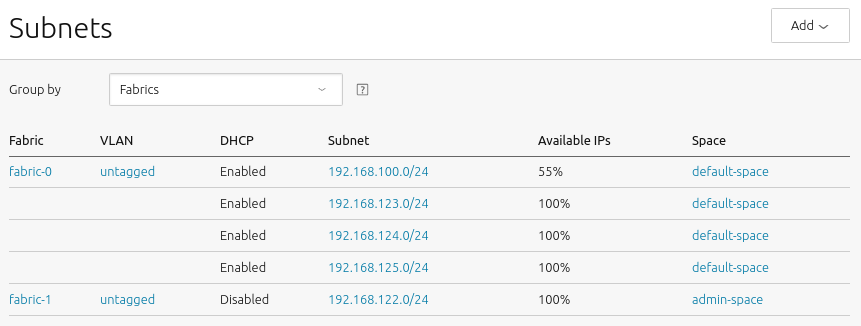 Subnets
Add
Group by Fabrics ?
Fabric VLAN DHCP Subnet Available IPs Space
fabric-0 untagged Enabled 192.168.100.0/24 55% default-space
Enabled 192.168.123.0/24 100% default-space
Enabled 192.168.124.0/24 100% default-space
Enabled 192.168.125.0/24 100% default-space
fabric-1 untagged Disabled 192.168.122.0/24 100% admin-space